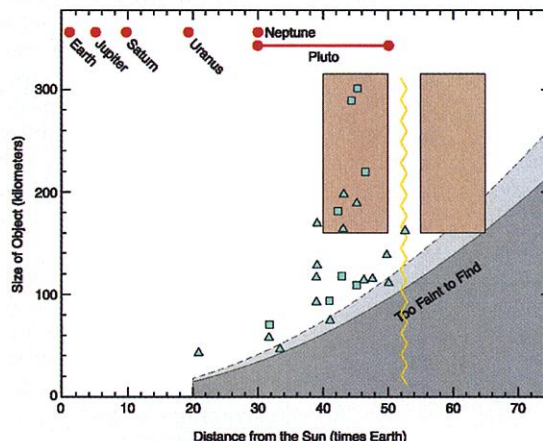 Earth
Jupiter
Saturn
Uranus
Neptune
Pluto
300
200
100
0
Size of Object (kilometers)
Too Faint to Find
0 10 20 30 40 50 60 70
Distance from the Sun (times Earth)